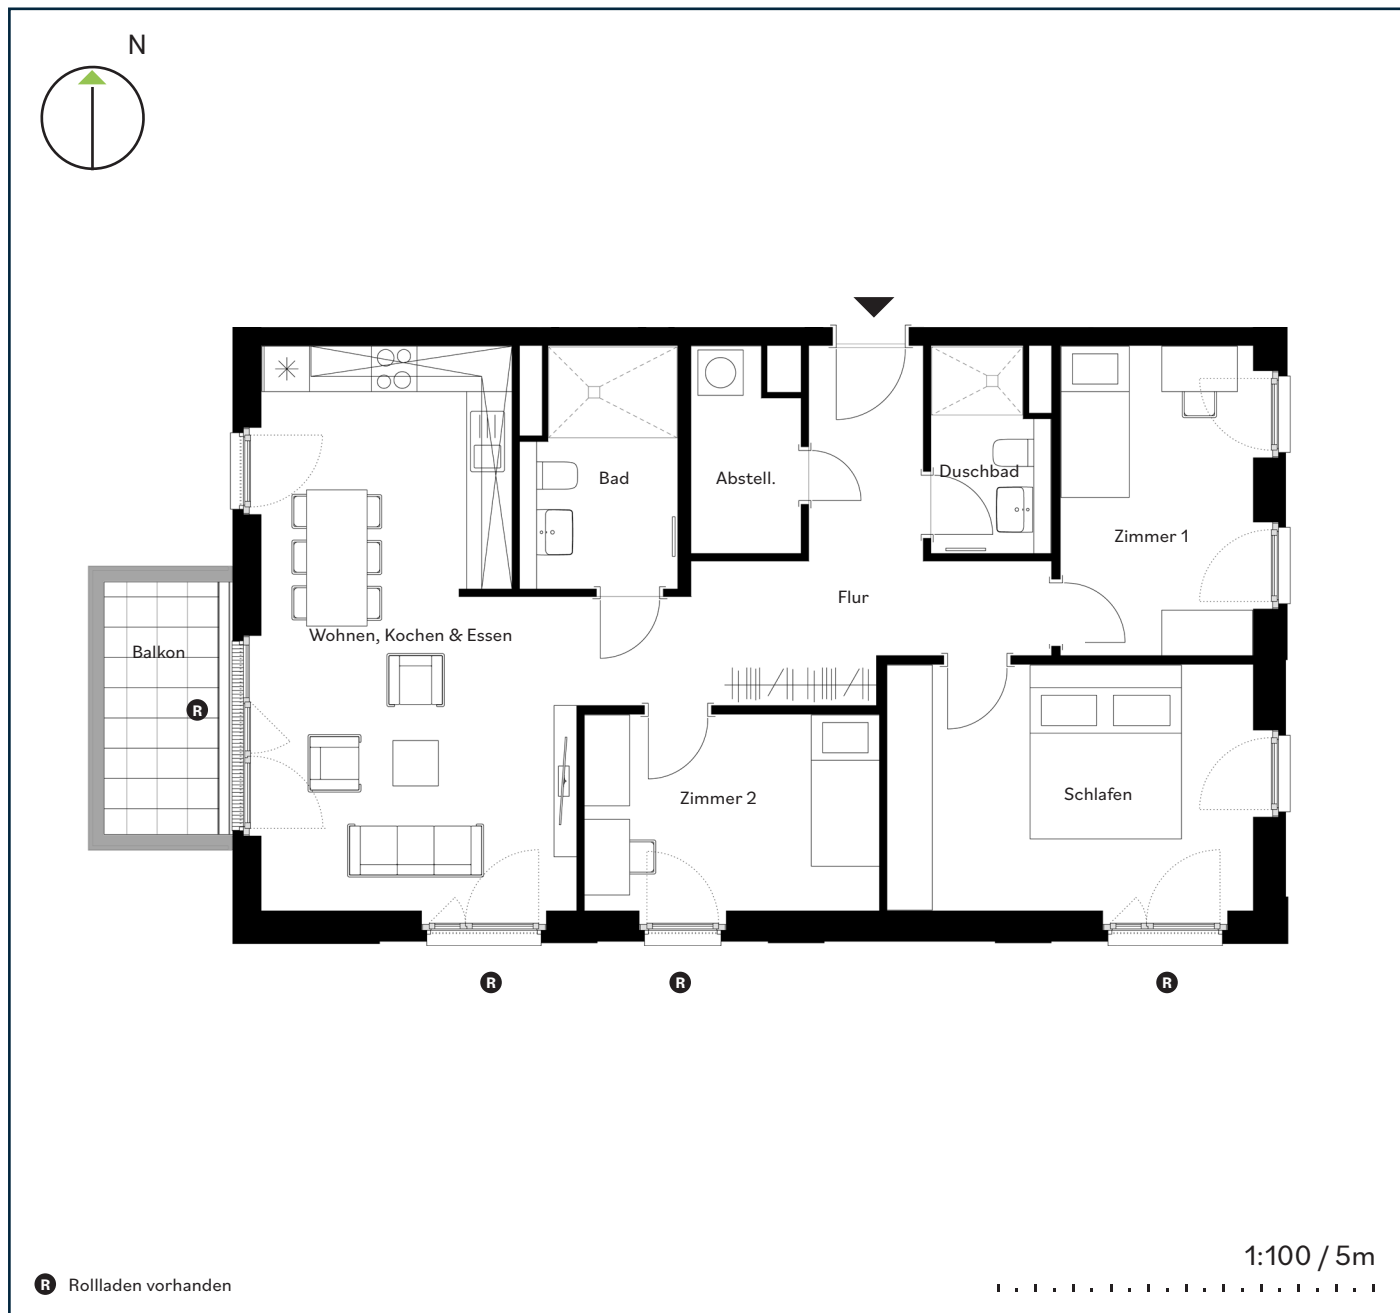 N
Bad
Abstell.
Duschbad
Zimmer 1
Flur
Wohnen, Kochen & Essen
Balkon
R
Zimmer 2
Schlafen
R
R
R
1:100 / 5m
R Rollladen vorhanden